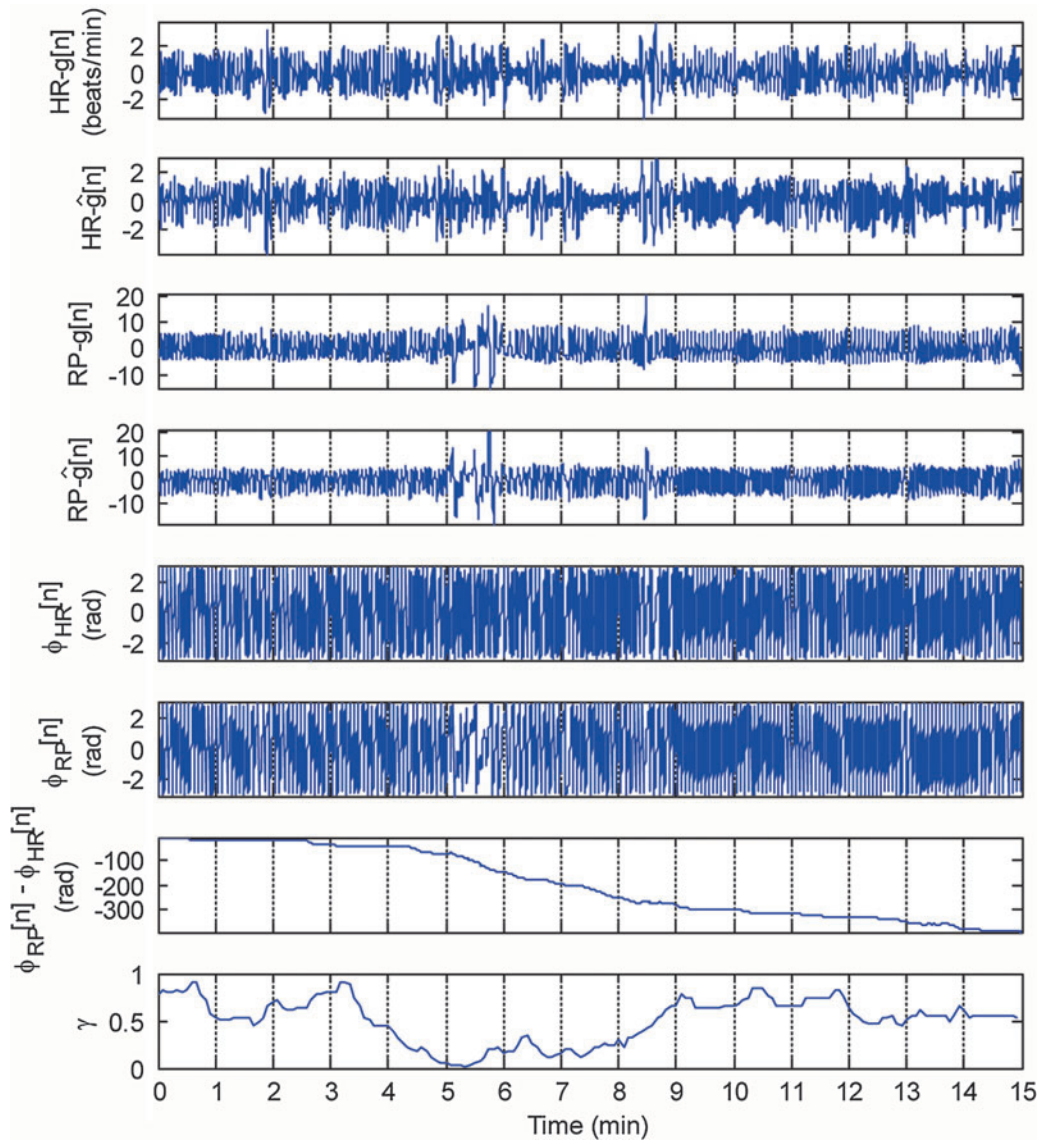 HR-g[n]
(beats/min)
2
0
-2
HR-ĝ[n]
2
0
-2
RP-g[n]
20
10
0
-10
RP-ĝ[n]
20
10
0
-10
ϕHR[n]
(rad)
2
0
-2
ϕRP[n]
(rad)
2
0
-2
ϕRP[n] - ϕHR[n]
(rad)
-100
-200
-300
γ
1
0.5
0
0 1 2 3 4 5 6 7 8 9 10 11 12 13 14 15
Time (min)